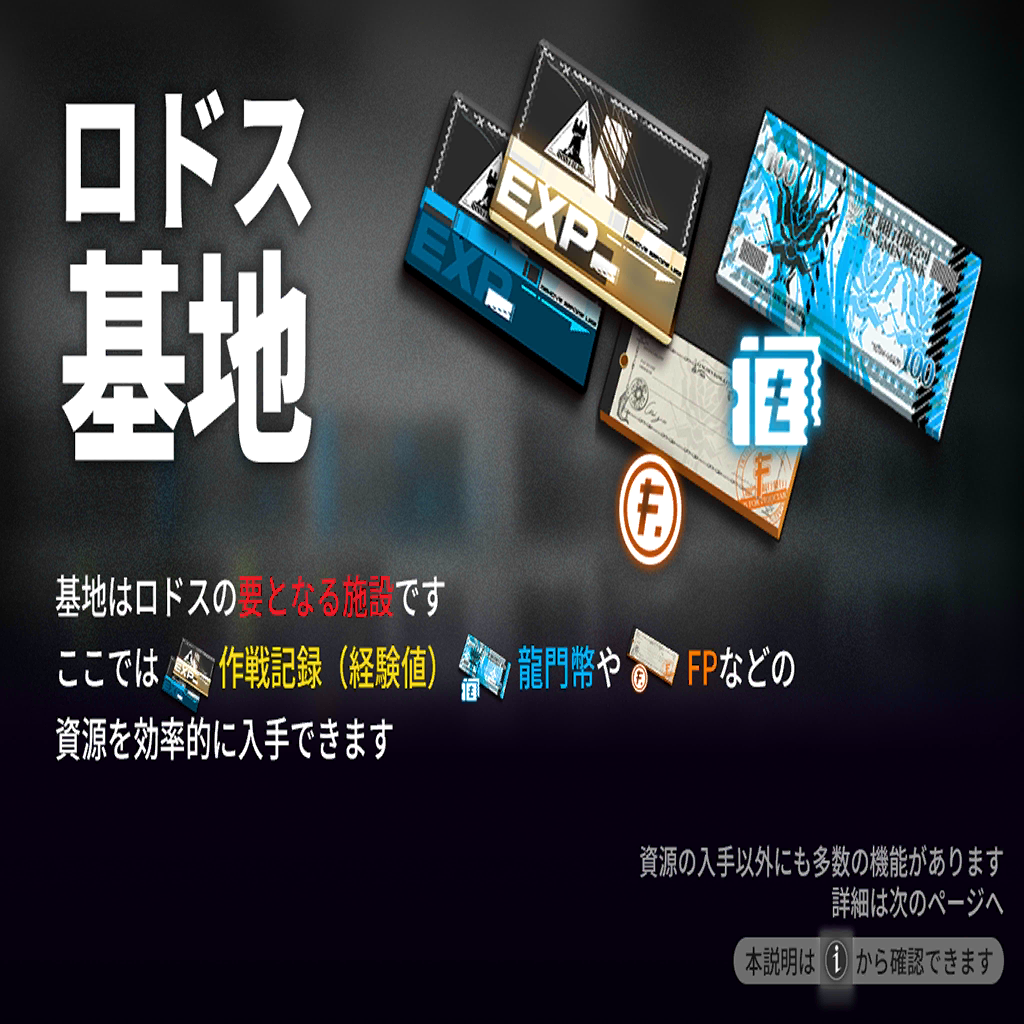 ロドス
基地
EXP
EXP
100
100
基地はロドスの要となる施設です
ここでは作戦記録（経験値）龍門幣やFPなどの
資源を効率的に入手できます
資源の入手以外にも多数の機能があります
詳細は次のページへ
本説明は i から確認できます